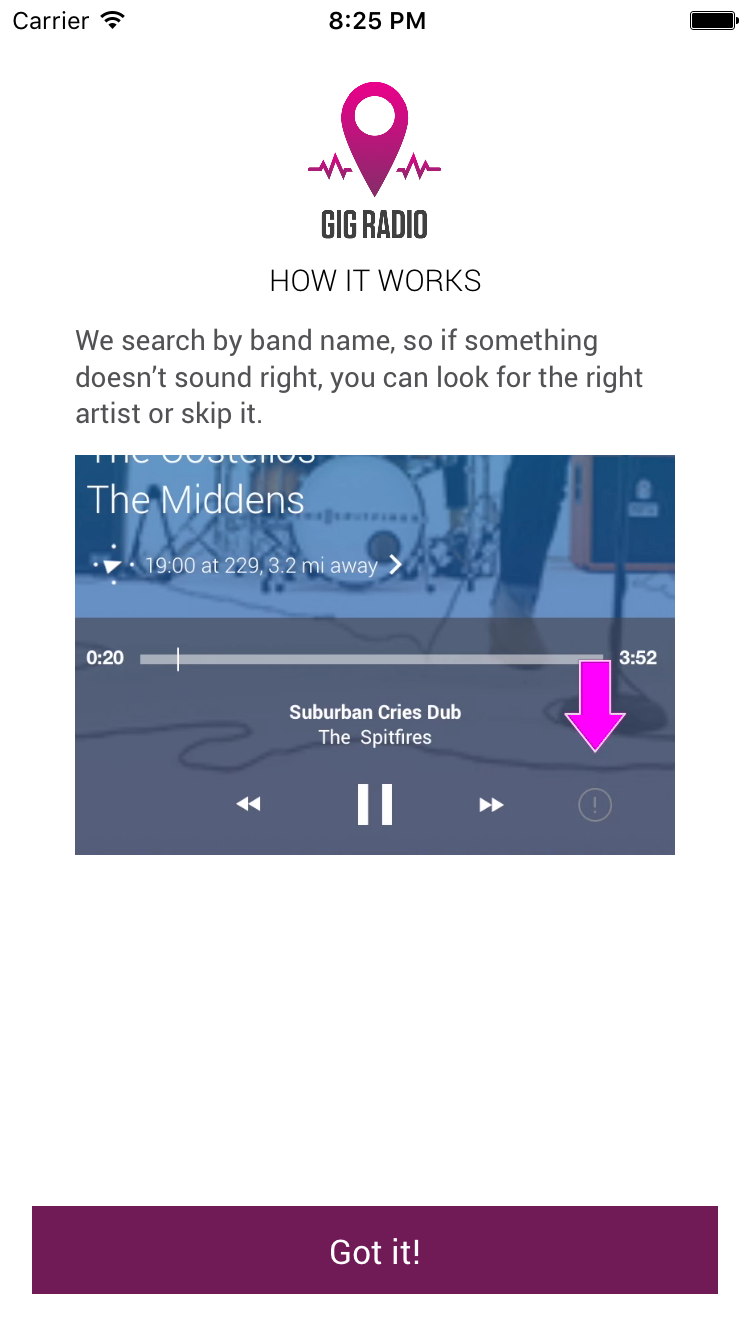 Carrier 8:25 PM
GIG RADIO
HOW IT WORKS
We search by band name, so if something
doesn’t sound right, you can look for the right
artist or skip it.
The Costellos
The Middens
19:00 at 229, 3.2 mi away
0:20 3:52
Suburban Cries Dub
The Spitfires
Got it!